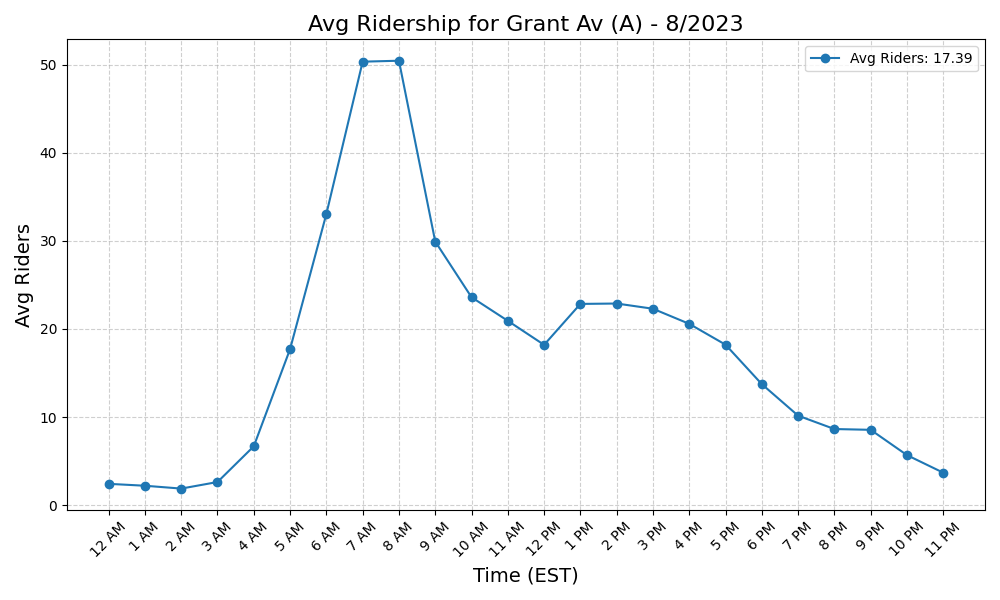 Avg Ridership for Grant Av (A) - 8/2023
Avg Riders: 17.39
Avg Riders
50
40
30
20
10
0
12 AM
1 AM
2 AM
3 AM
4 AM
5 AM
6 AM
7 AM
8 AM
9 AM
10 AM
11 AM
12 PM
1 PM
2 PM
3 PM
4 PM
5 PM
6 PM
7 PM
8 PM
9 PM
10 PM
11 PM
Time (EST)